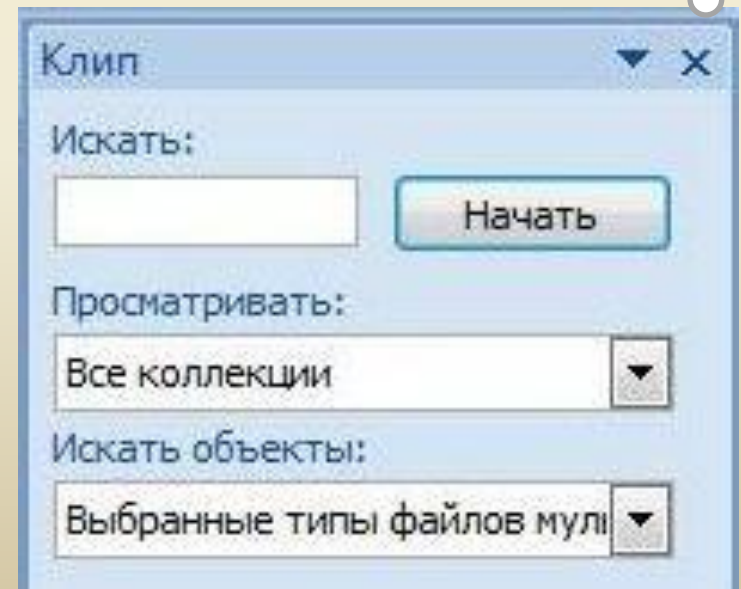 Клип
Искать:
Начать
Просматривать:
Все коллекции
Искать объекты:
Выбранные типы файлов мул